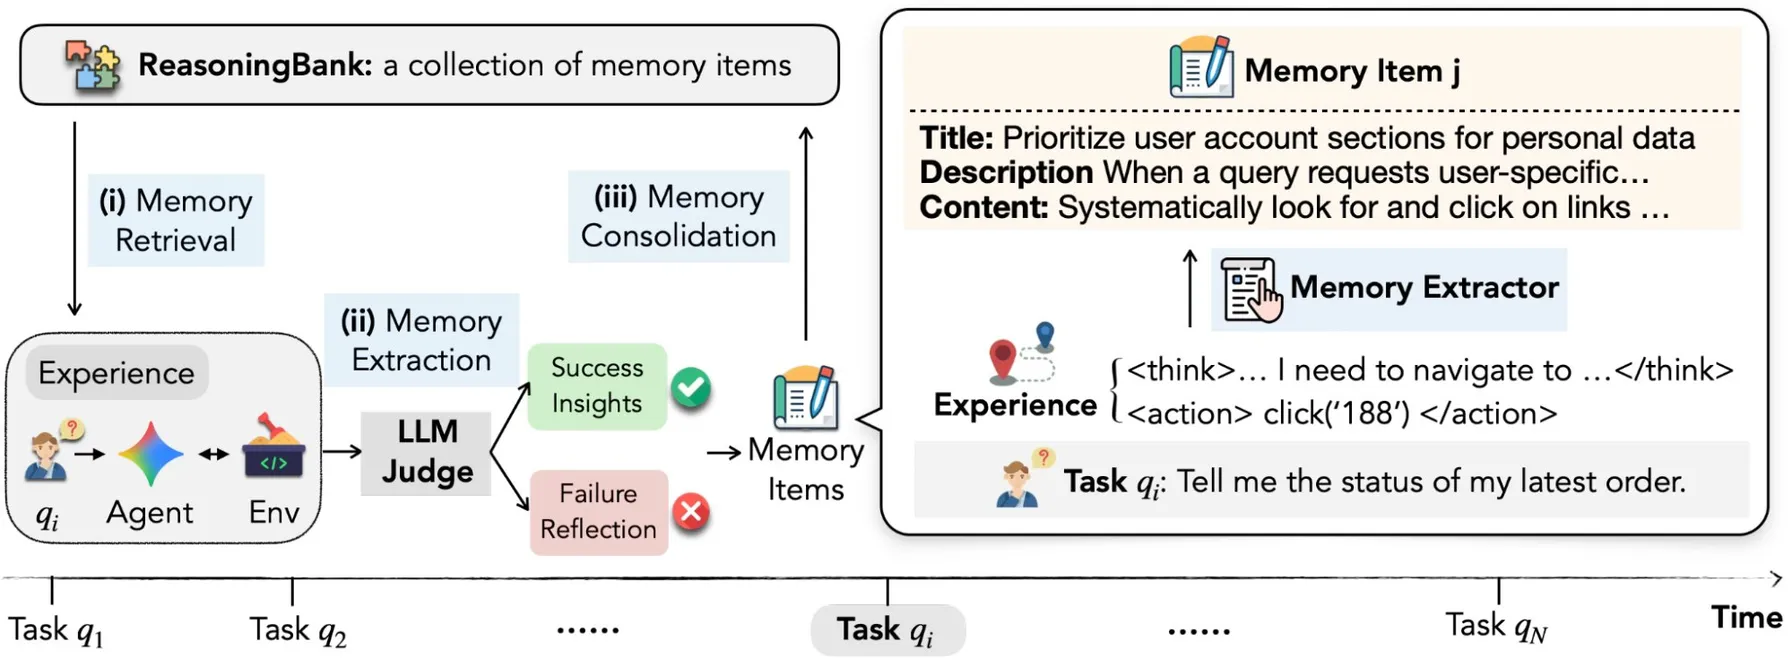 ReasoningBank: a collection of memory items
(i) Memory
Retrieval
(iii) Memory
Consolidation
(ii) Memory
Extraction
Experience
qi
Agent
</>
Env
LLM
Judge
Success
Insights
Failure
Reflection
Memory
Items
Memory Item j
Title: Prioritize user account sections for personal data
Description When a query requests user-specific...
Content: Systematically look for and click on links ...
Memory Extractor
Experience
<think>... I need to navigate to ...</think>
<action> click('188') </action>
Task qi: Tell me the status of my latest order.
Task q1
Task q2
......
Task qi
......
Task qN
Time